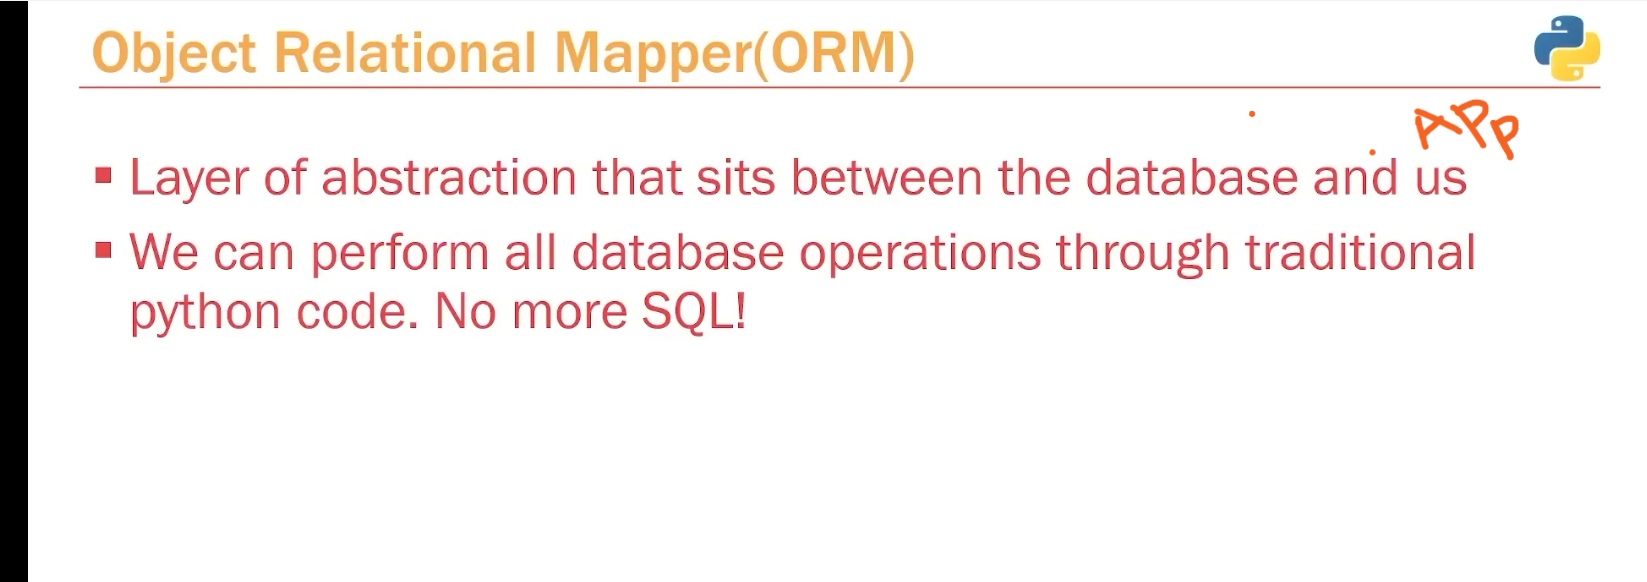 Object Relational Mapper(ORM)
APP
Layer of abstraction that sits between the database and us
We can perform all database operations through traditional
python code. No more SQL!